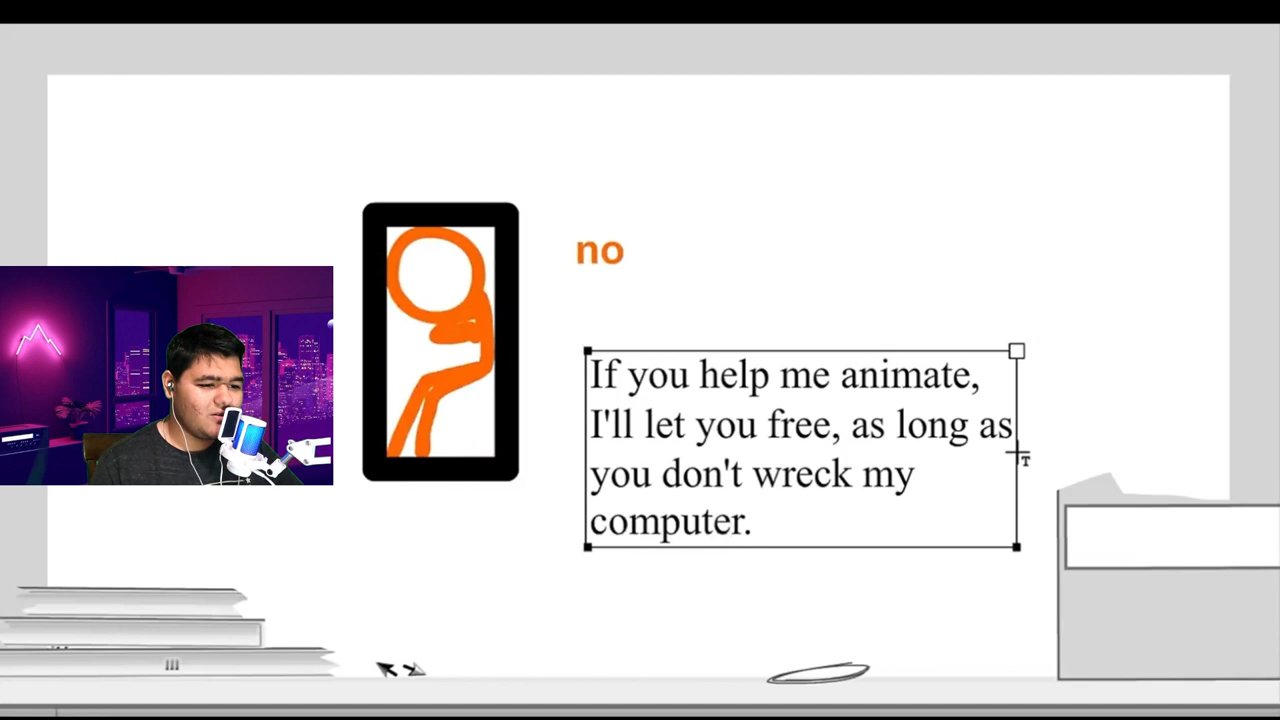 no
If you help me animate,
I'll let you free, as long as
you don't wreck my
computer.